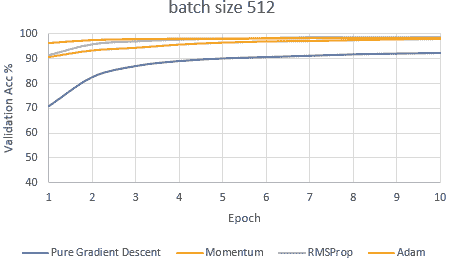 batch size 512
100
90
80
70
60
50
40
Validation Acc %
1 2 3 4 5 6 7 8 9 10
Epoch
Pure Gradient Descent Momentum RMSProp Adam